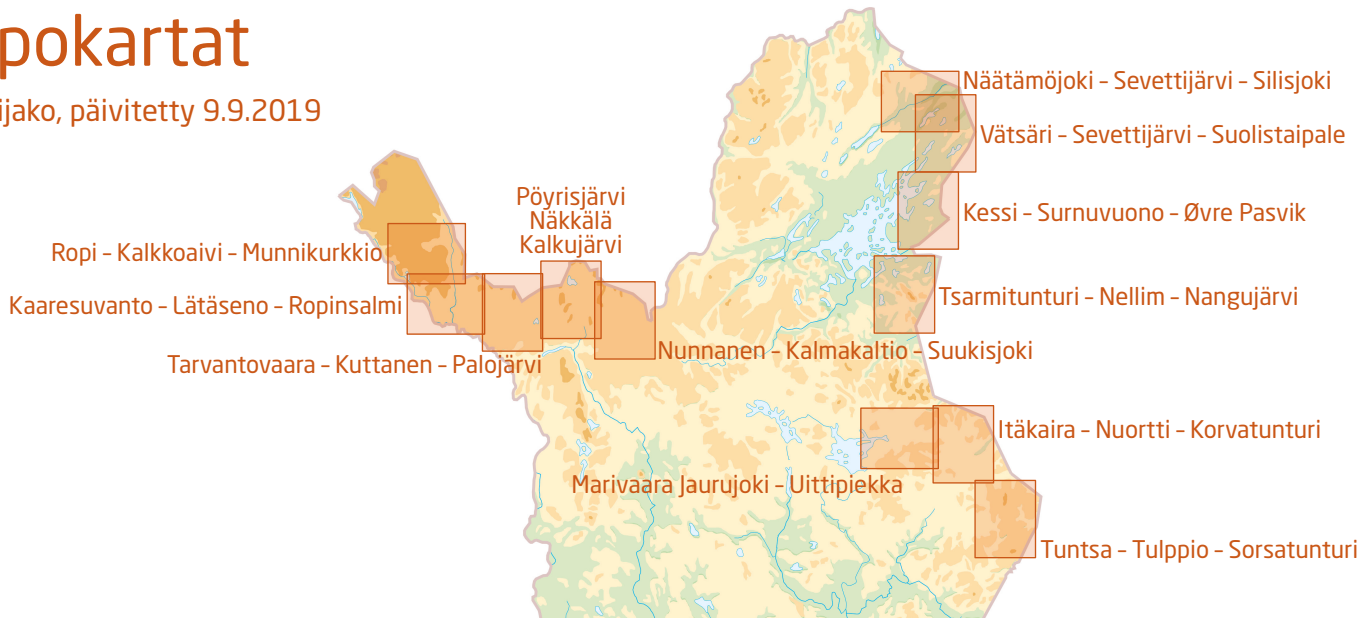 pokartat
ijako, päivitetty 9.9.2019
Näätämöjoki – Sevettijärvi – Silisjoki
Vätsäri – Sevettijärvi – Suolistaipale
Pöyrisjärvi
Näkkälä
Kalkujärvi
Kessi – Surnuvuono – Øvre Pasvik
Ropi – Kalkkoaivi – Munnikurkkio
Kaaresuvanto – Lätäseno – Ropinsalmi
Tsarmitunturi – Nellim – Nangujärvi
Tarvantovaara – Kuttanen – Palojärvi
Nunnanen – Kalmakaltio – Suukisjoki
Itäkaira – Nuortti – Korvatunturi
Marivaara Jaurujoki – Uittipiekka
Tuntsa – Tulppio – Sorsatunturi